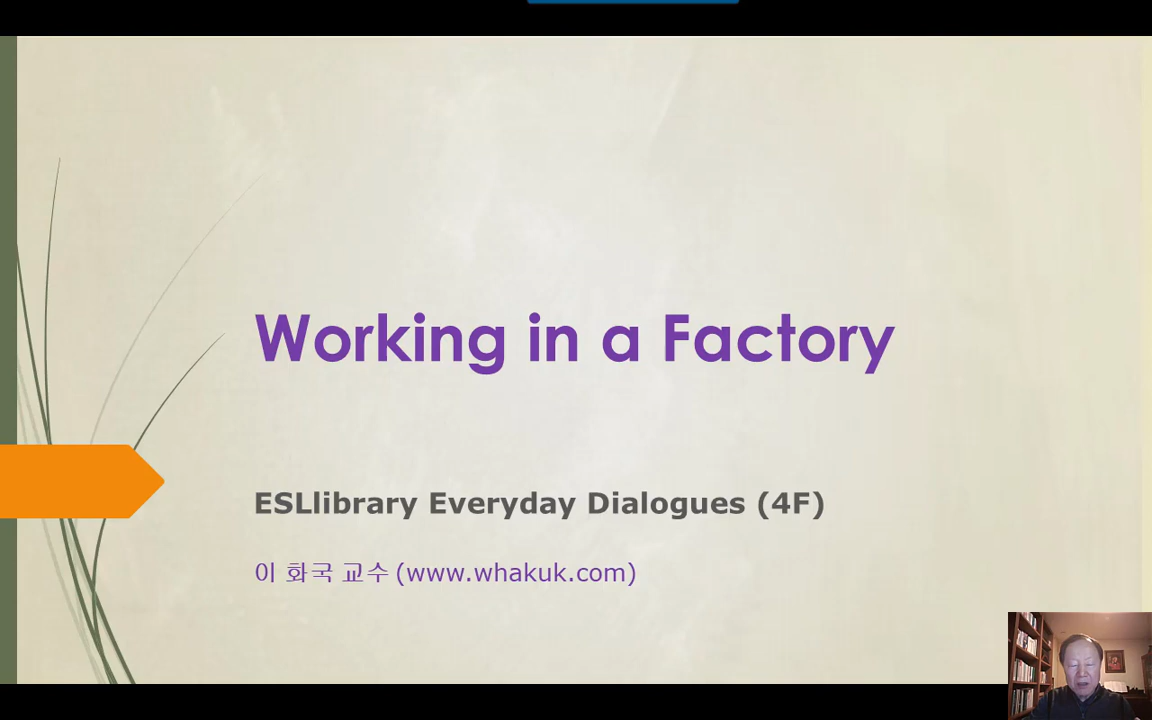 Working in a Factory
ESLlibrary Everyday Dialogues (4F)
이 화국 교수 (www.whakuk.com)